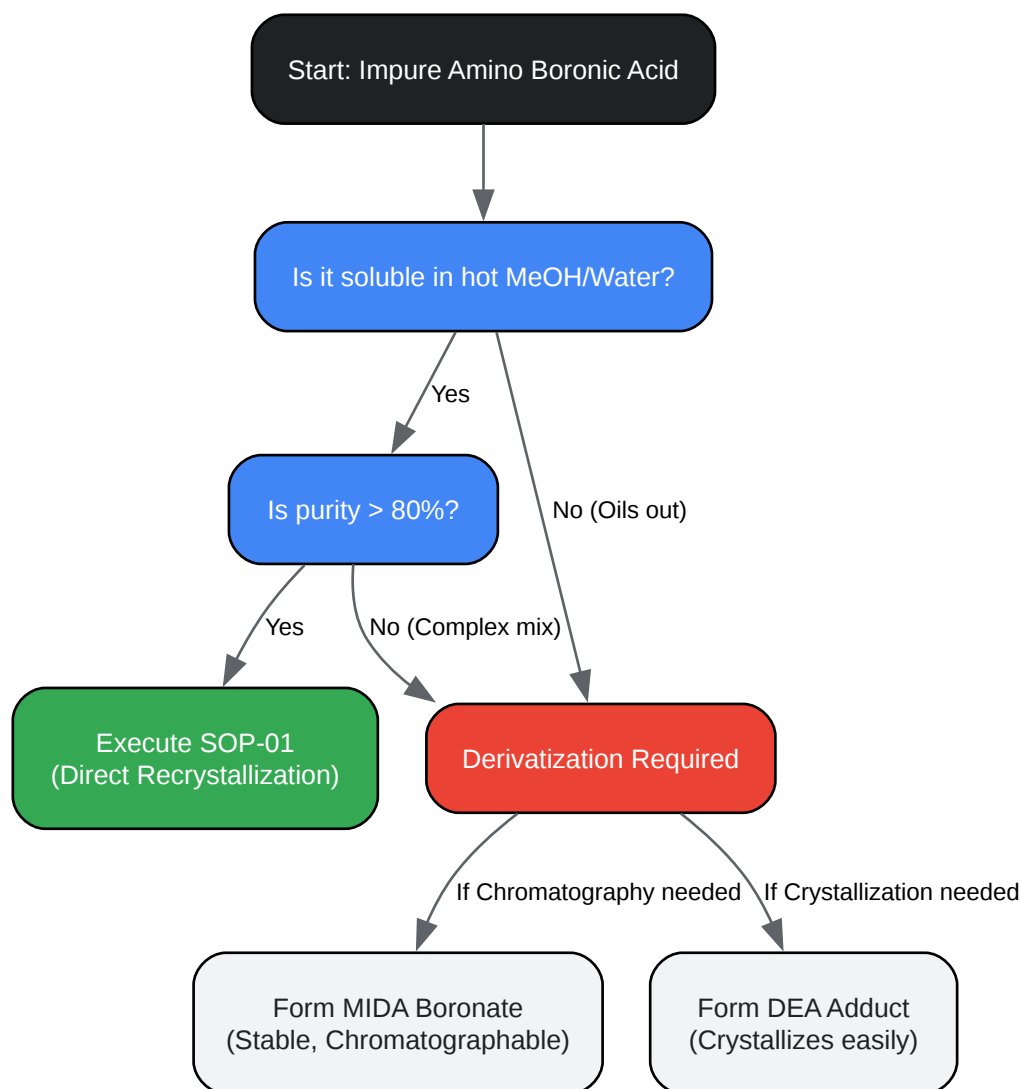 Start: Impure Amino Boronic Acid
Is it soluble in hot MeOH/Water?
Yes
Is purity > 80%?
No (Oils out)
Yes
No (Complex mix)
Execute SOP-01
(Direct Recrystallization)
Derivatization Required
If Chromatography needed
If Crystallization needed
Form MIDA Boronate
(Stable, Chromatographable)
Form DEA Adduct
(Crystallizes easily)